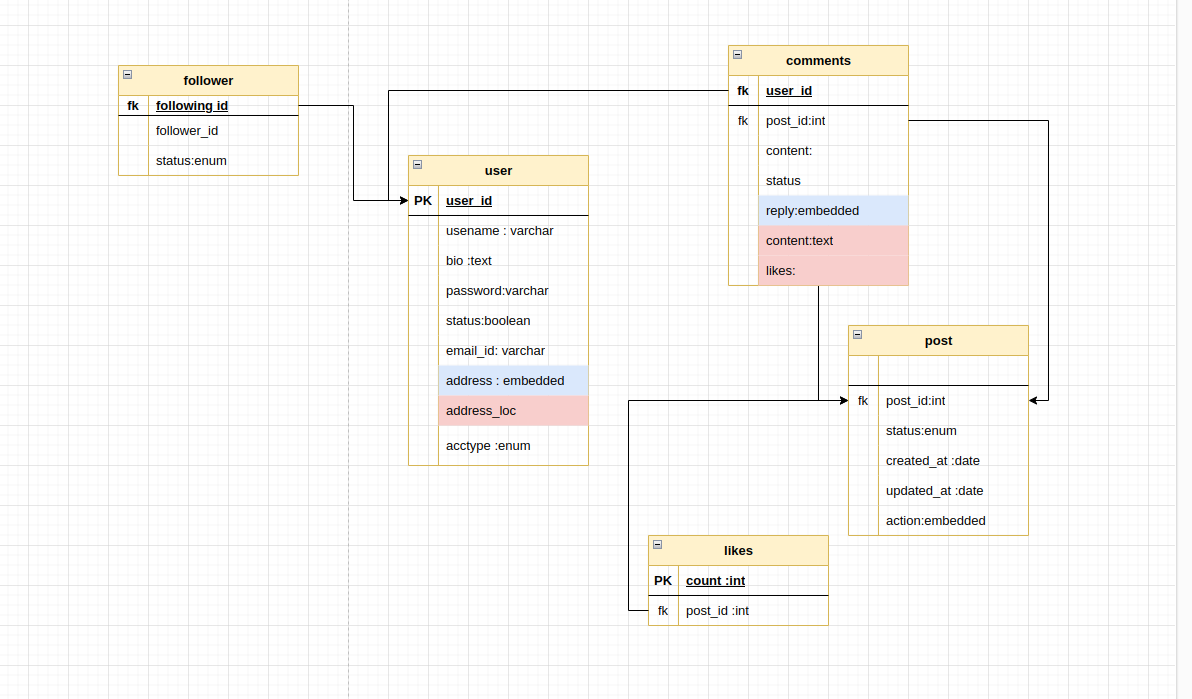 follower
fk following id
follower_id
status:enum
user
PK user_id
usename : varchar
bio :text
password:varchar
status:boolean
email_id: varchar
address : embedded
address_loc
acctype :enum
comments
fk user_id
fk post_id:int
content:
status
reply:embedded
content:text
likes:
post
fk post_id:int
status:enum
created_at :date
updated_at :date
action:embedded
likes
PK count :int
fk post_id :int